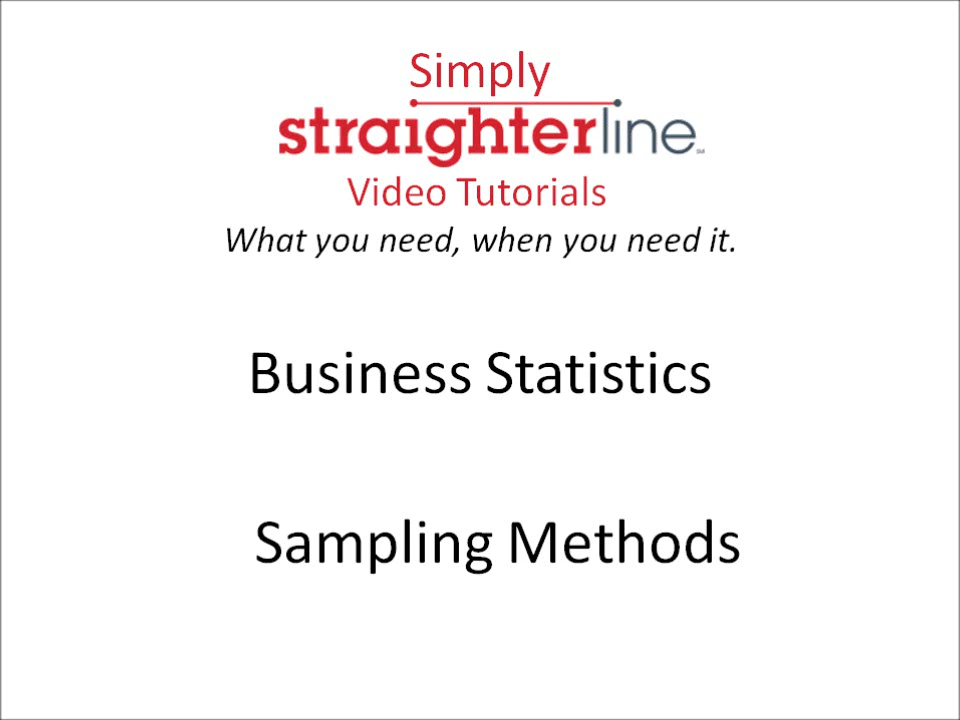 Simply
straighterline
Video Tutorials
What you need, when you need it.
Business Statistics
Sampling Methods